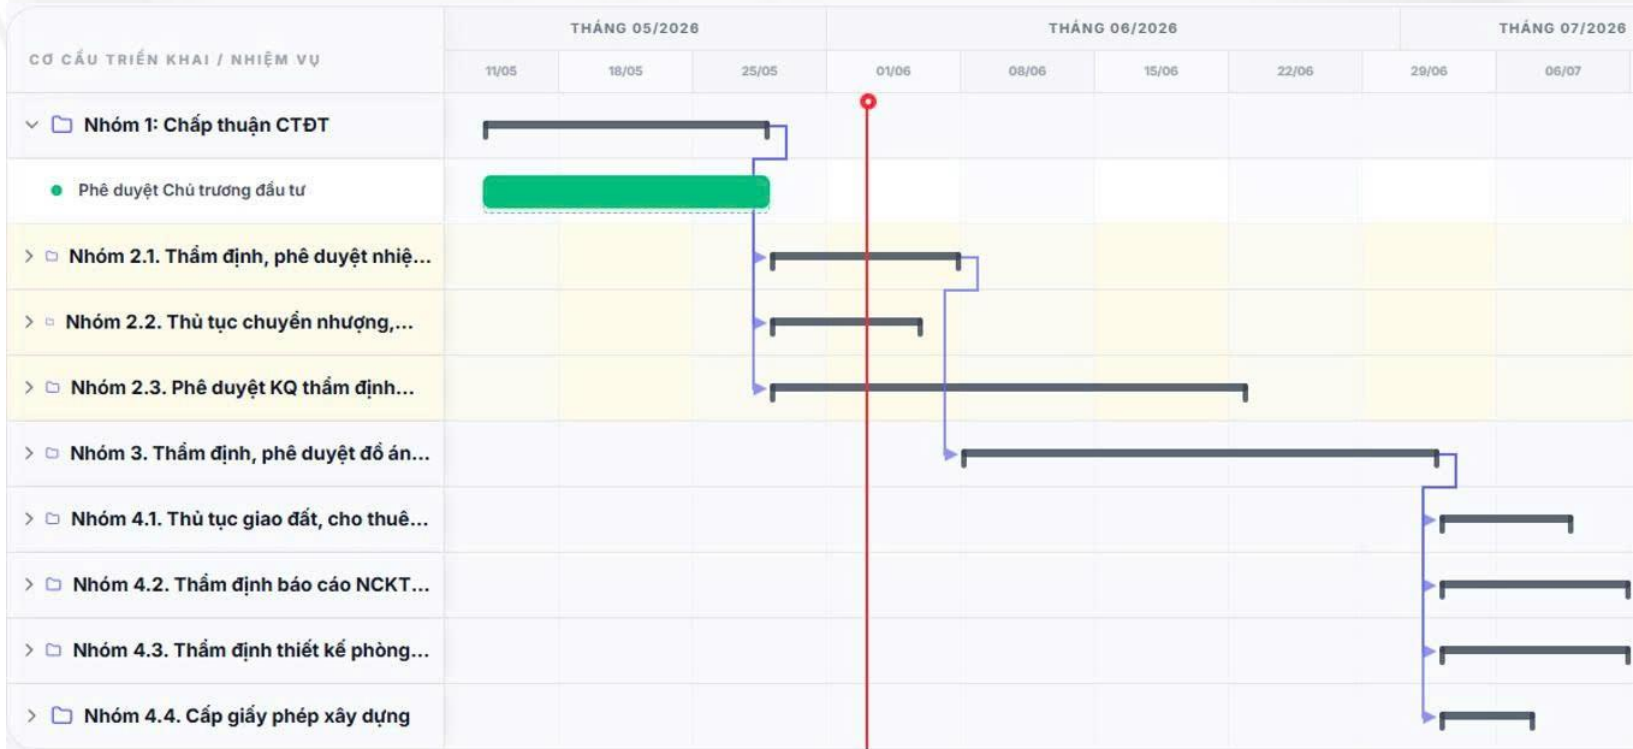 CƠ CẤU TRIỂN KHAI / NHIỆM VỤ
THÁNG 05/2026 THÁNG 06/2026 THÁNG 07/2026
11/05 18/05 25/05 01/06 08/06 15/06 22/06 29/06 06/07
Nhóm 1: Chấp thuận CTĐT
Phê duyệt Chủ trương đầu tư
Nhóm 2.1. Thẩm định, phê duyệt nhiệ...
Nhóm 2.2. Thủ tục chuyển nhượng,...
Nhóm 2.3. Phê duyệt KQ thẩm định...
Nhóm 3. Thẩm định, phê duyệt đồ án...
Nhóm 4.1. Thủ tục giao đất, cho thuê...
Nhóm 4.2. Thẩm định báo cáo NCKT...
Nhóm 4.3. Thẩm định thiết kế phòng...
Nhóm 4.4. Cấp giấy phép xây dựng